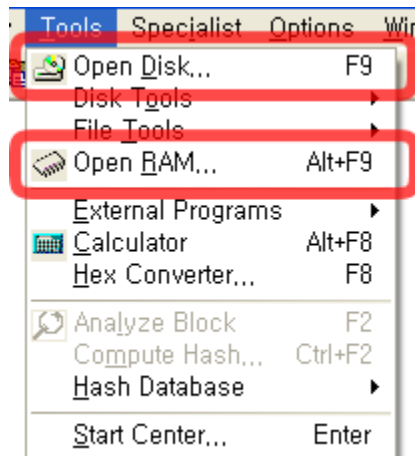 Tools Specialist Options
Open Disk,,, F9
Disk Tools
File Tools
Open RAM,,, Alt+F9
External Programs
Calculator Alt+F8
Hex Converter,,, F8
Analyze Block F2
Compute Hash,,, Ctrl+F2
Hash Database
Start Center,,, Enter